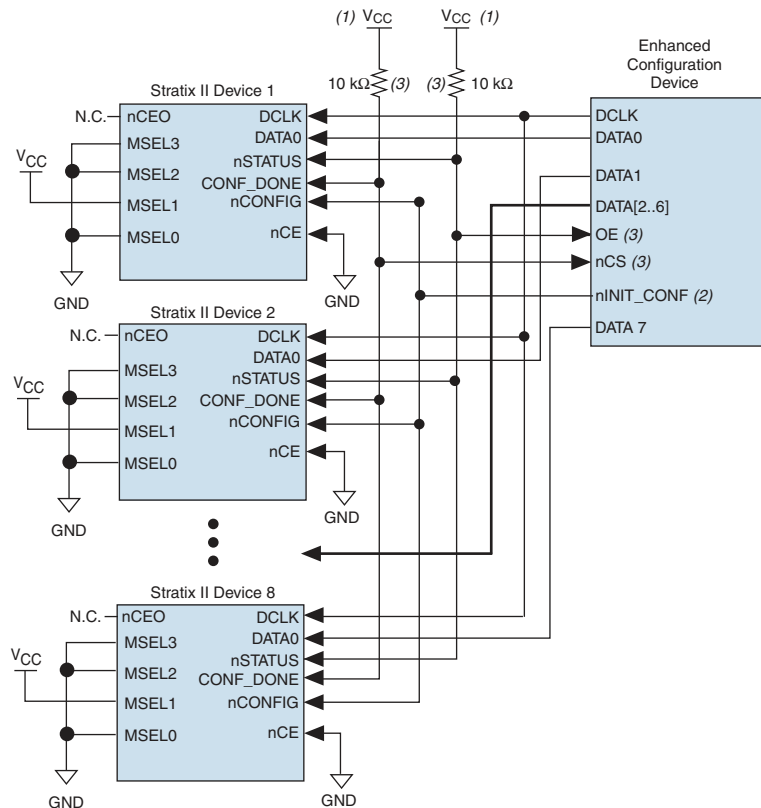 (1) VCC VCC (1)
Enhanced
Configuration
Device
10 kΩ (3) (3) 10 kΩ
Stratix II Device 1
N.C. nCEO
MSEL3
VCC
MSEL2
MSEL1
MSEL0
GND
DCLK
DATA0
nSTATUS
CONF_DONE
nCONFIG
nCE
GND
DCLK
DATA0
DATA1
DATA[2..6]
OE (3)
nCS (3)
nINIT_CONF (2)
DATA 7
Stratix II Device 2
N.C. nCEO
MSEL3
VCC
MSEL2
MSEL1
MSEL0
GND
DCLK
DATA0
nSTATUS
CONF_DONE
nCONFIG
nCE
GND
Stratix II Device 8
N.C. nCEO
MSEL3
VCC
MSEL2
MSEL1
MSEL0
GND
DCLK
DATA0
nSTATUS
CONF_DONE
nCONFIG
nCE
GND